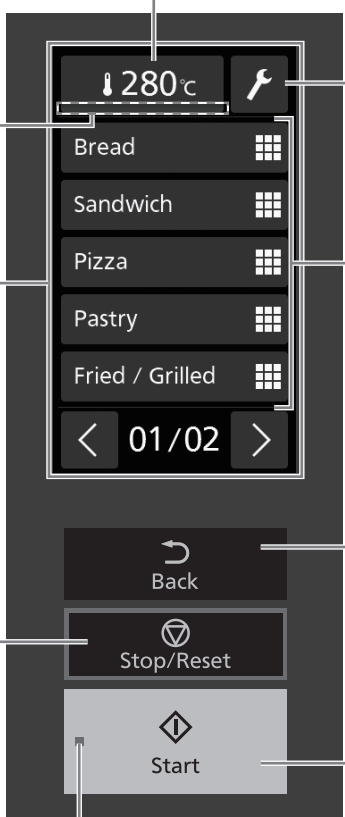 280°C
Bread
Sandwich
Pizza
Pastry
Fried / Grilled
01/02
Back
Stop/Reset
Start